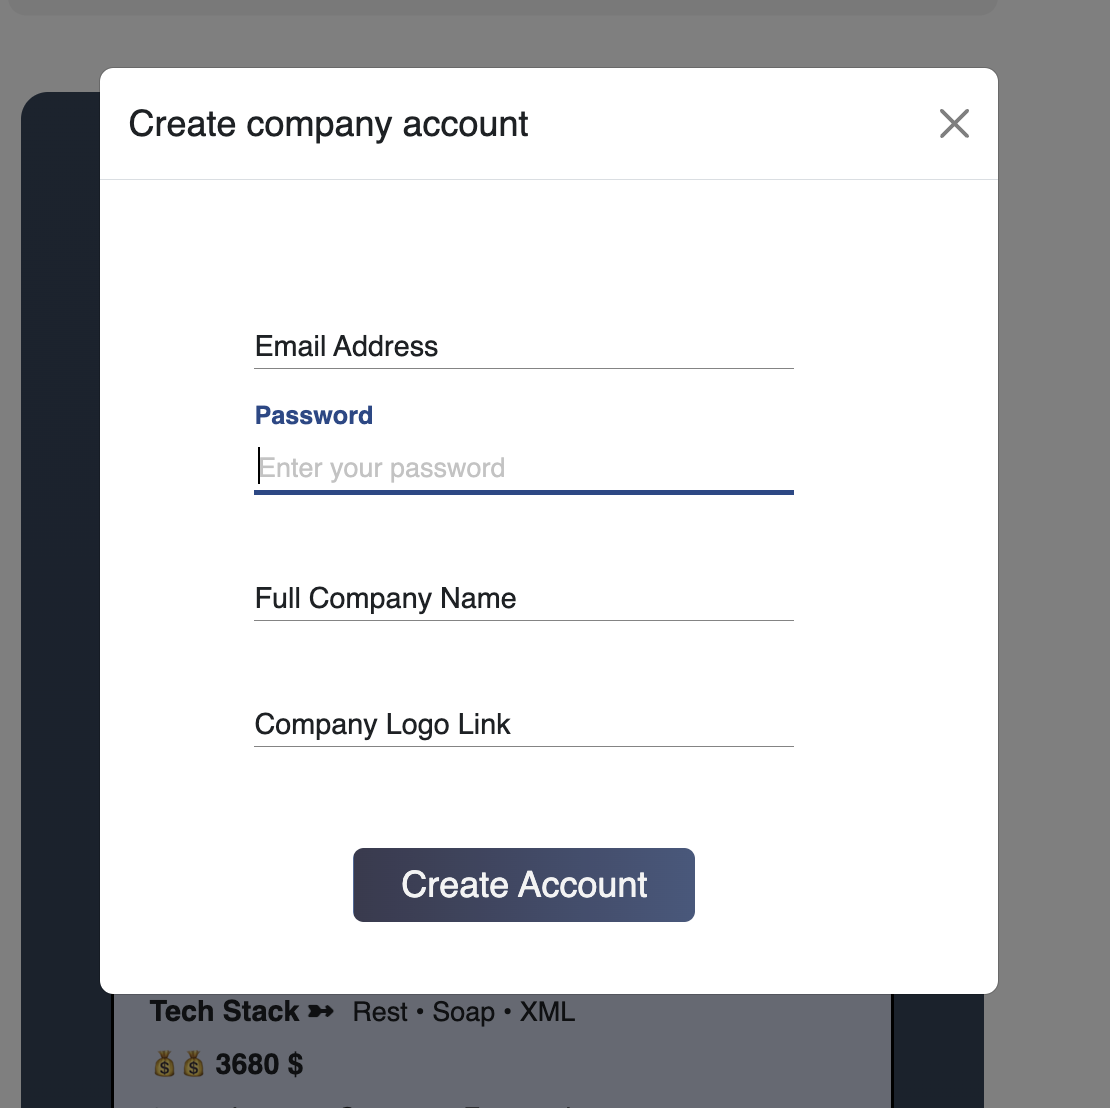 Create company account
Email Address
Password
Enter your password
Full Company Name
Company Logo Link
Create Account
Tech Stack ➽ Rest • Soap • XML
💰💰 3680 $